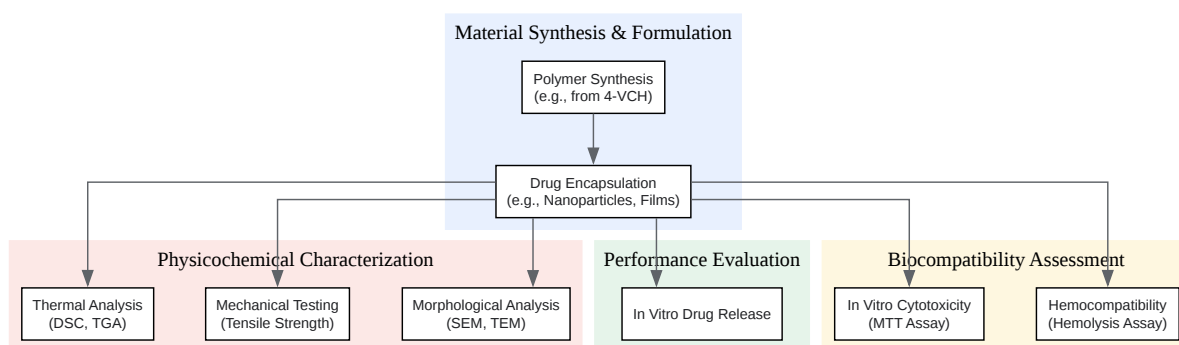 Material Synthesis & Formulation
Polymer Synthesis
(e.g., from 4-VCH)
Drug Encapsulation
(e.g., Nanoparticles, Films)
Physicochemical Characterization
Performance Evaluation
Biocompatibility Assessment
Thermal Analysis
(DSC, TGA)
Mechanical Testing
(Tensile Strength)
Morphological Analysis
(SEM, TEM)
In Vitro Drug Release
In Vitro Cytotoxicity
(MTT Assay)
Hemocompatibility
(Hemolysis Assay)